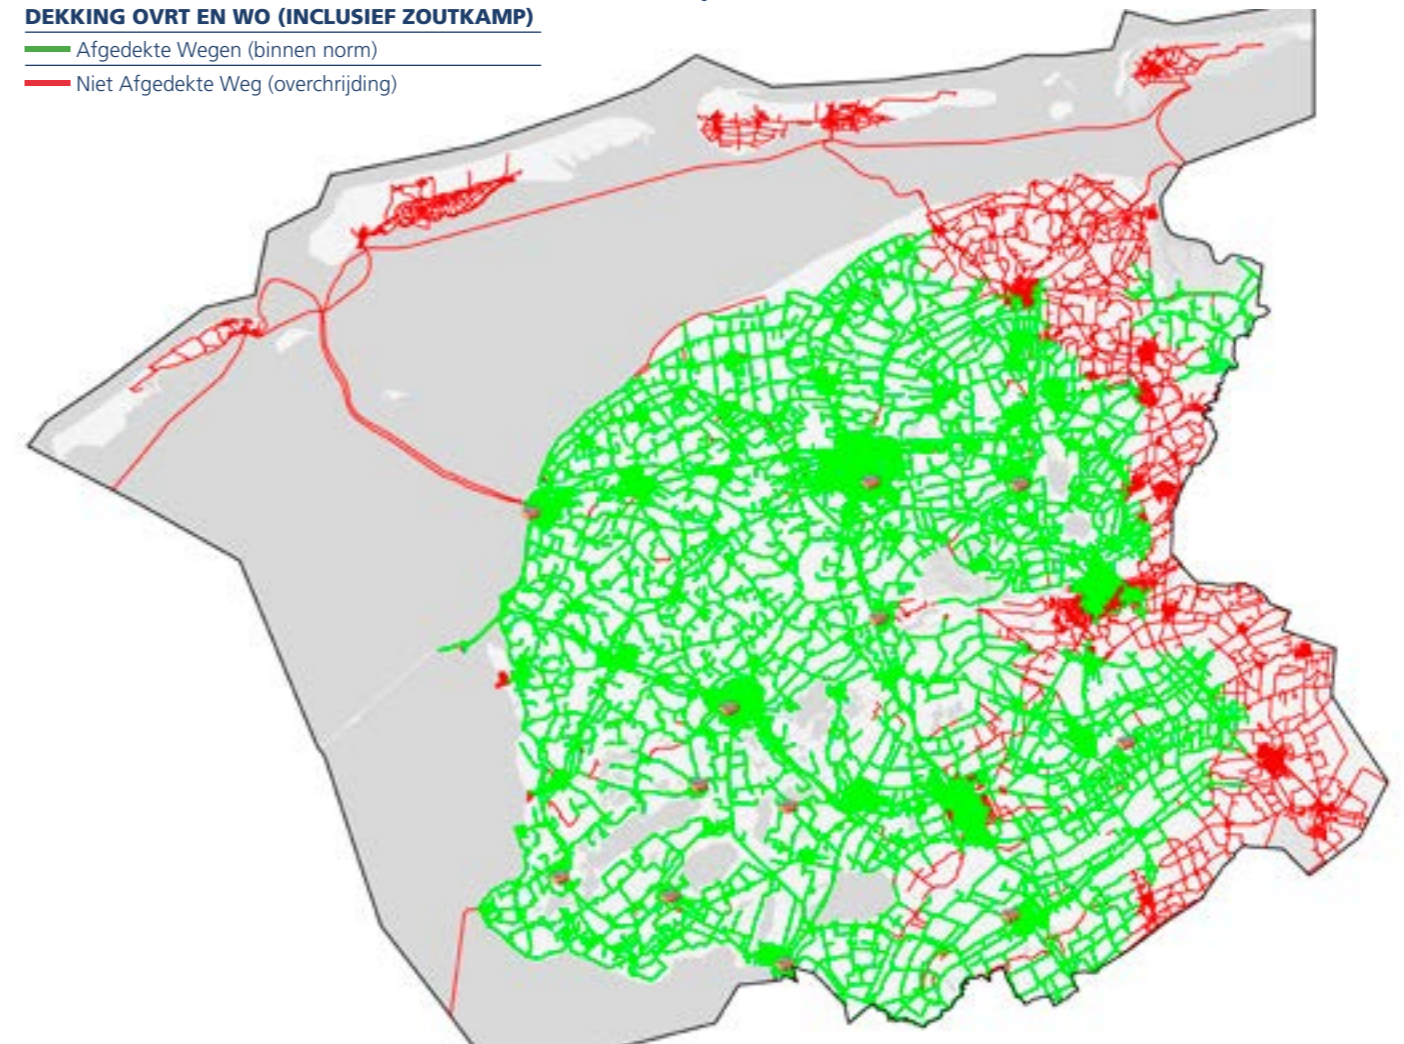 DEKKING OVRT EN WO (INCLUSIEF ZOUTKAMP)
Afgedekte Wegen (binnen norm)
Niet Afgedekte Weg (overchrijding)